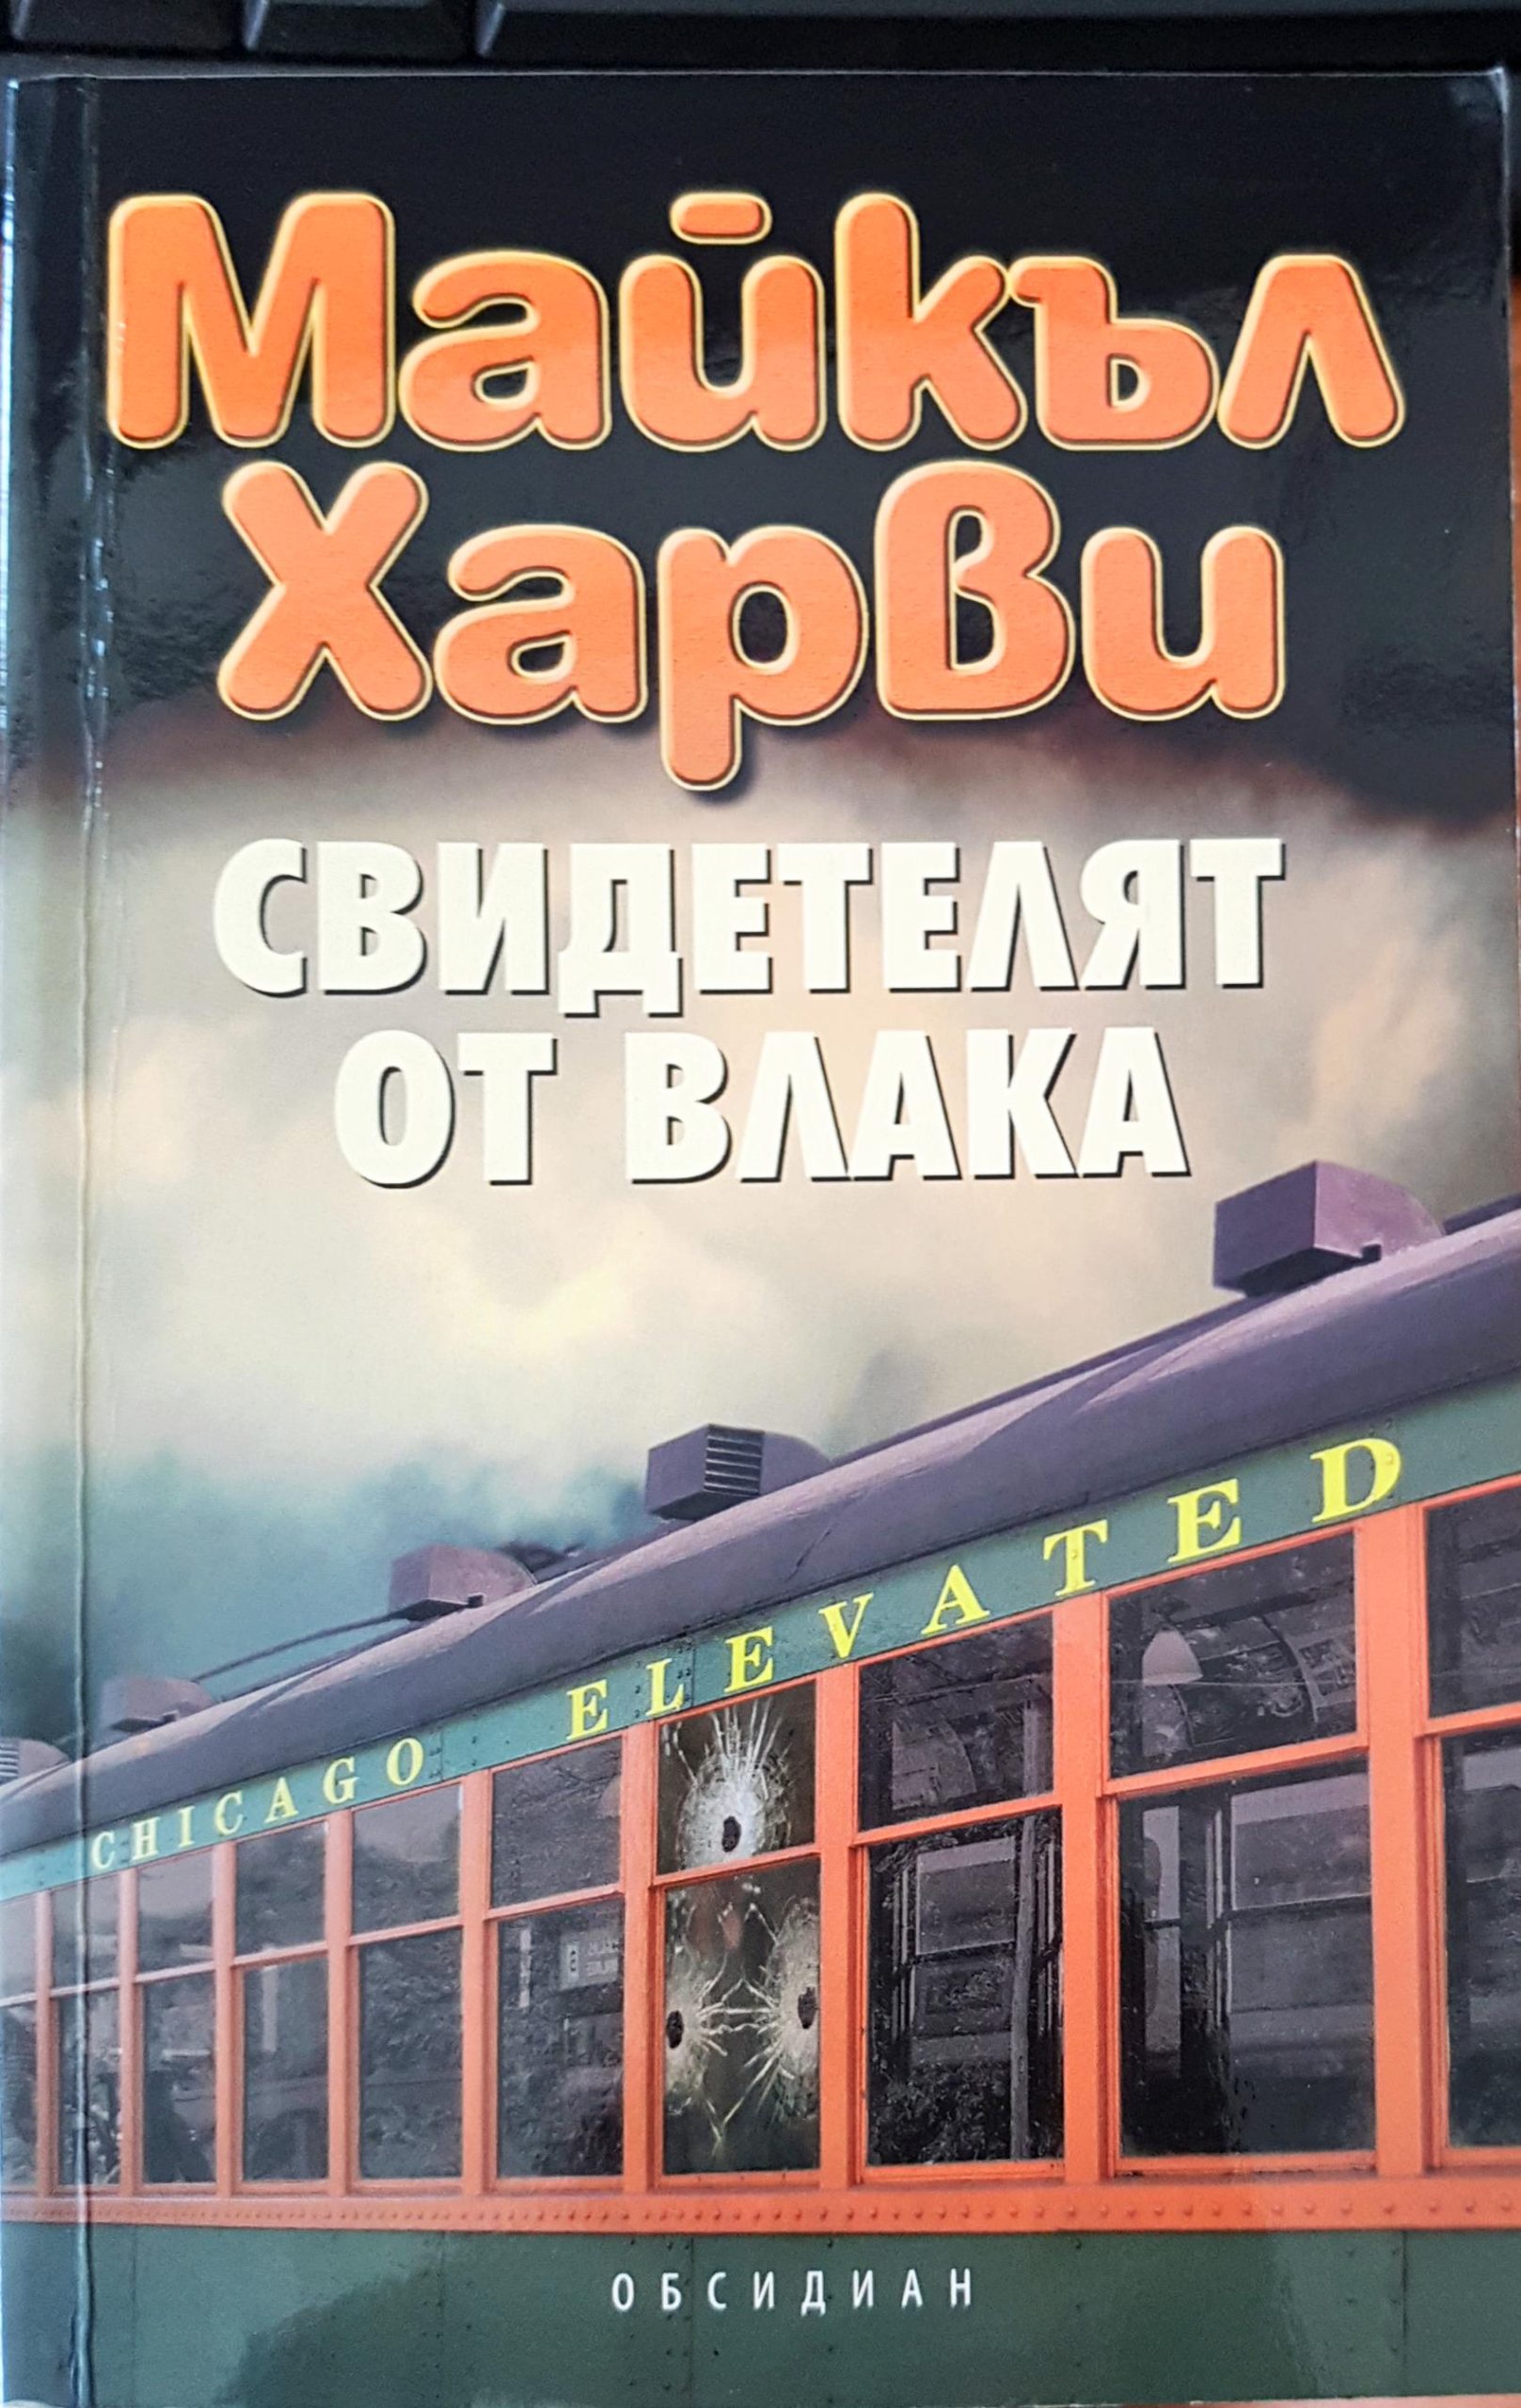 Майкъл
Харви
СВИДЕТЕЛЯТ
ОТ ВЛАКА
CHICAGO ELEVATED
ОБСИДИАН